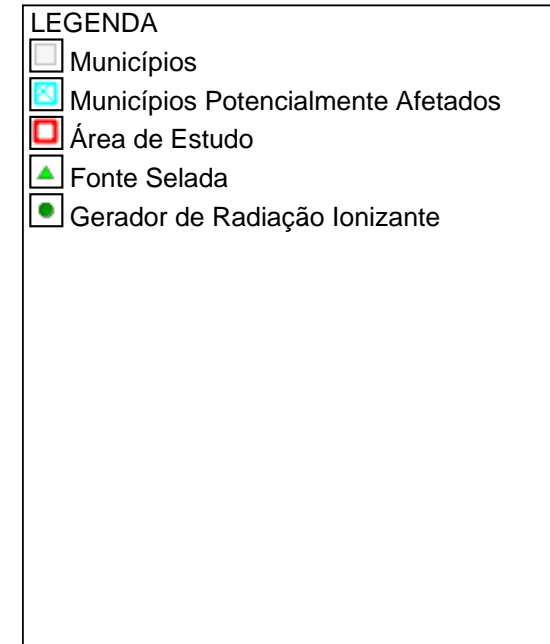 LEGENDA
Municípios
Municípios Potencialmente Afetados
Área de Estudo
Fonte Selada
Gerador de Radiação Ionizante